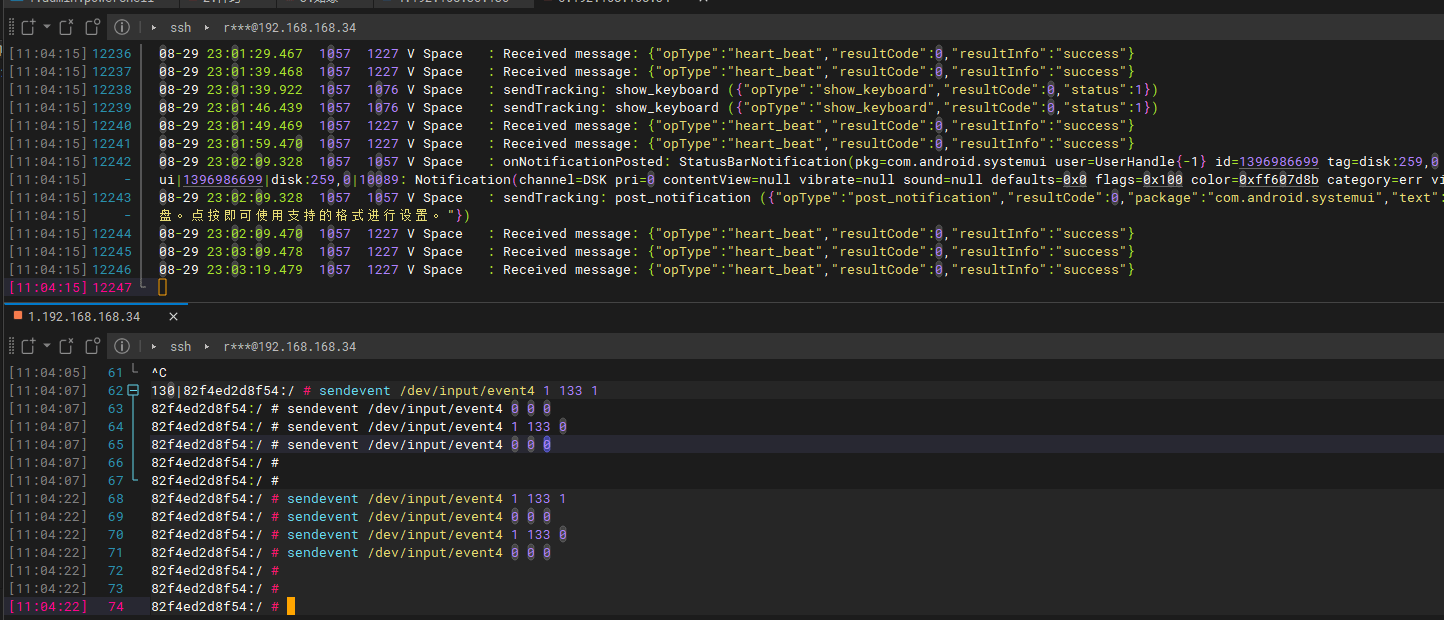 ssh r***@192.168.168.34
[11:04:15] 12236 08-29 23:01:29.467 1057 1227 V Space : Received message: {"opType":"heart_beat","resultCode":0,"resultInfo":"success"}
[11:04:15] 12237 08-29 23:01:39.468 1057 1227 V Space : Received message: {"opType":"heart_beat","resultCode":0,"resultInfo":"success"}
[11:04:15] 12238 08-29 23:01:39.922 1057 1076 V Space : sendTracking: show_keyboard ({"opType":"show_keyboard","resultCode":0,"status":1})
[11:04:15] 12239 08-29 23:01:46.439 1057 1076 V Space : sendTracking: show_keyboard ({"opType":"show_keyboard","resultCode":0,"status":1})
[11:04:15] 12240 08-29 23:01:49.469 1057 1227 V Space : Received message: {"opType":"heart_beat","resultCode":0,"resultInfo":"success"}
[11:04:15] 12241 08-29 23:01:59.470 1057 1227 V Space : Received message: {"opType":"heart_beat","resultCode":0,"resultInfo":"success"}
[11:04:15] 12242 08-29 23:02:09.328 1057 1057 V Space : onNotificationPosted: StatusBarNotification(pkg=com.android.systemui user=UserHandle{-1} id=1396986699 tag=disk:259,0
[11:04:15] - ui|1396986699|disk:259,0|10089: Notification(channel=DSK pri=0 contentView=null vibrate=null sound=null defaults=0x0 flags=0x100 color=0xff607d8b category=err vi
[11:04:15] 12243 08-29 23:02:09.328 1057 1057 V Space : sendTracking: post_notification ({"opType":"post_notification","resultCode":0,"package":"com.android.systemui","text":
[11:04:15] - 盘。点按即可使用支持的格式进行设置。"})
[11:04:15] 12244 08-29 23:02:09.470 1057 1227 V Space : Received message: {"opType":"heart_beat","resultCode":0,"resultInfo":"success"}
[11:04:15] 12245 08-29 23:03:09.478 1057 1227 V Space : Received message: {"opType":"heart_beat","resultCode":0,"resultInfo":"success"}
[11:04:15] 12246 08-29 23:03:19.479 1057 1227 V Space : Received message: {"opType":"heart_beat","resultCode":0,"resultInfo":"success"}
[11:04:15] 12247
1.192.168.168.34
ssh r***@192.168.168.34
[11:04:05] 61 ^C
[11:04:07] 62 130|82f4ed2d8f54:/ # sendevent /dev/input/event4 1 133 1
[11:04:07] 63 82f4ed2d8f54:/ # sendevent /dev/input/event4 0 0 0
[11:04:07] 64 82f4ed2d8f54:/ # sendevent /dev/input/event4 1 133 0
[11:04:07] 65 82f4ed2d8f54:/ # sendevent /dev/input/event4 0 0 0
[11:04:07] 66 82f4ed2d8f54:/ #
[11:04:07] 67 82f4ed2d8f54:/ #
[11:04:22] 68 82f4ed2d8f54:/ # sendevent /dev/input/event4 1 133 1
[11:04:22] 69 82f4ed2d8f54:/ # sendevent /dev/input/event4 0 0 0
[11:04:22] 70 82f4ed2d8f54:/ # sendevent /dev/input/event4 1 133 0
[11:04:22] 71 82f4ed2d8f54:/ # sendevent /dev/input/event4 0 0 0
[11:04:22] 72 82f4ed2d8f54:/ #
[11:04:22] 73 82f4ed2d8f54:/ #
[11:04:22] 74 82f4ed2d8f54:/ #